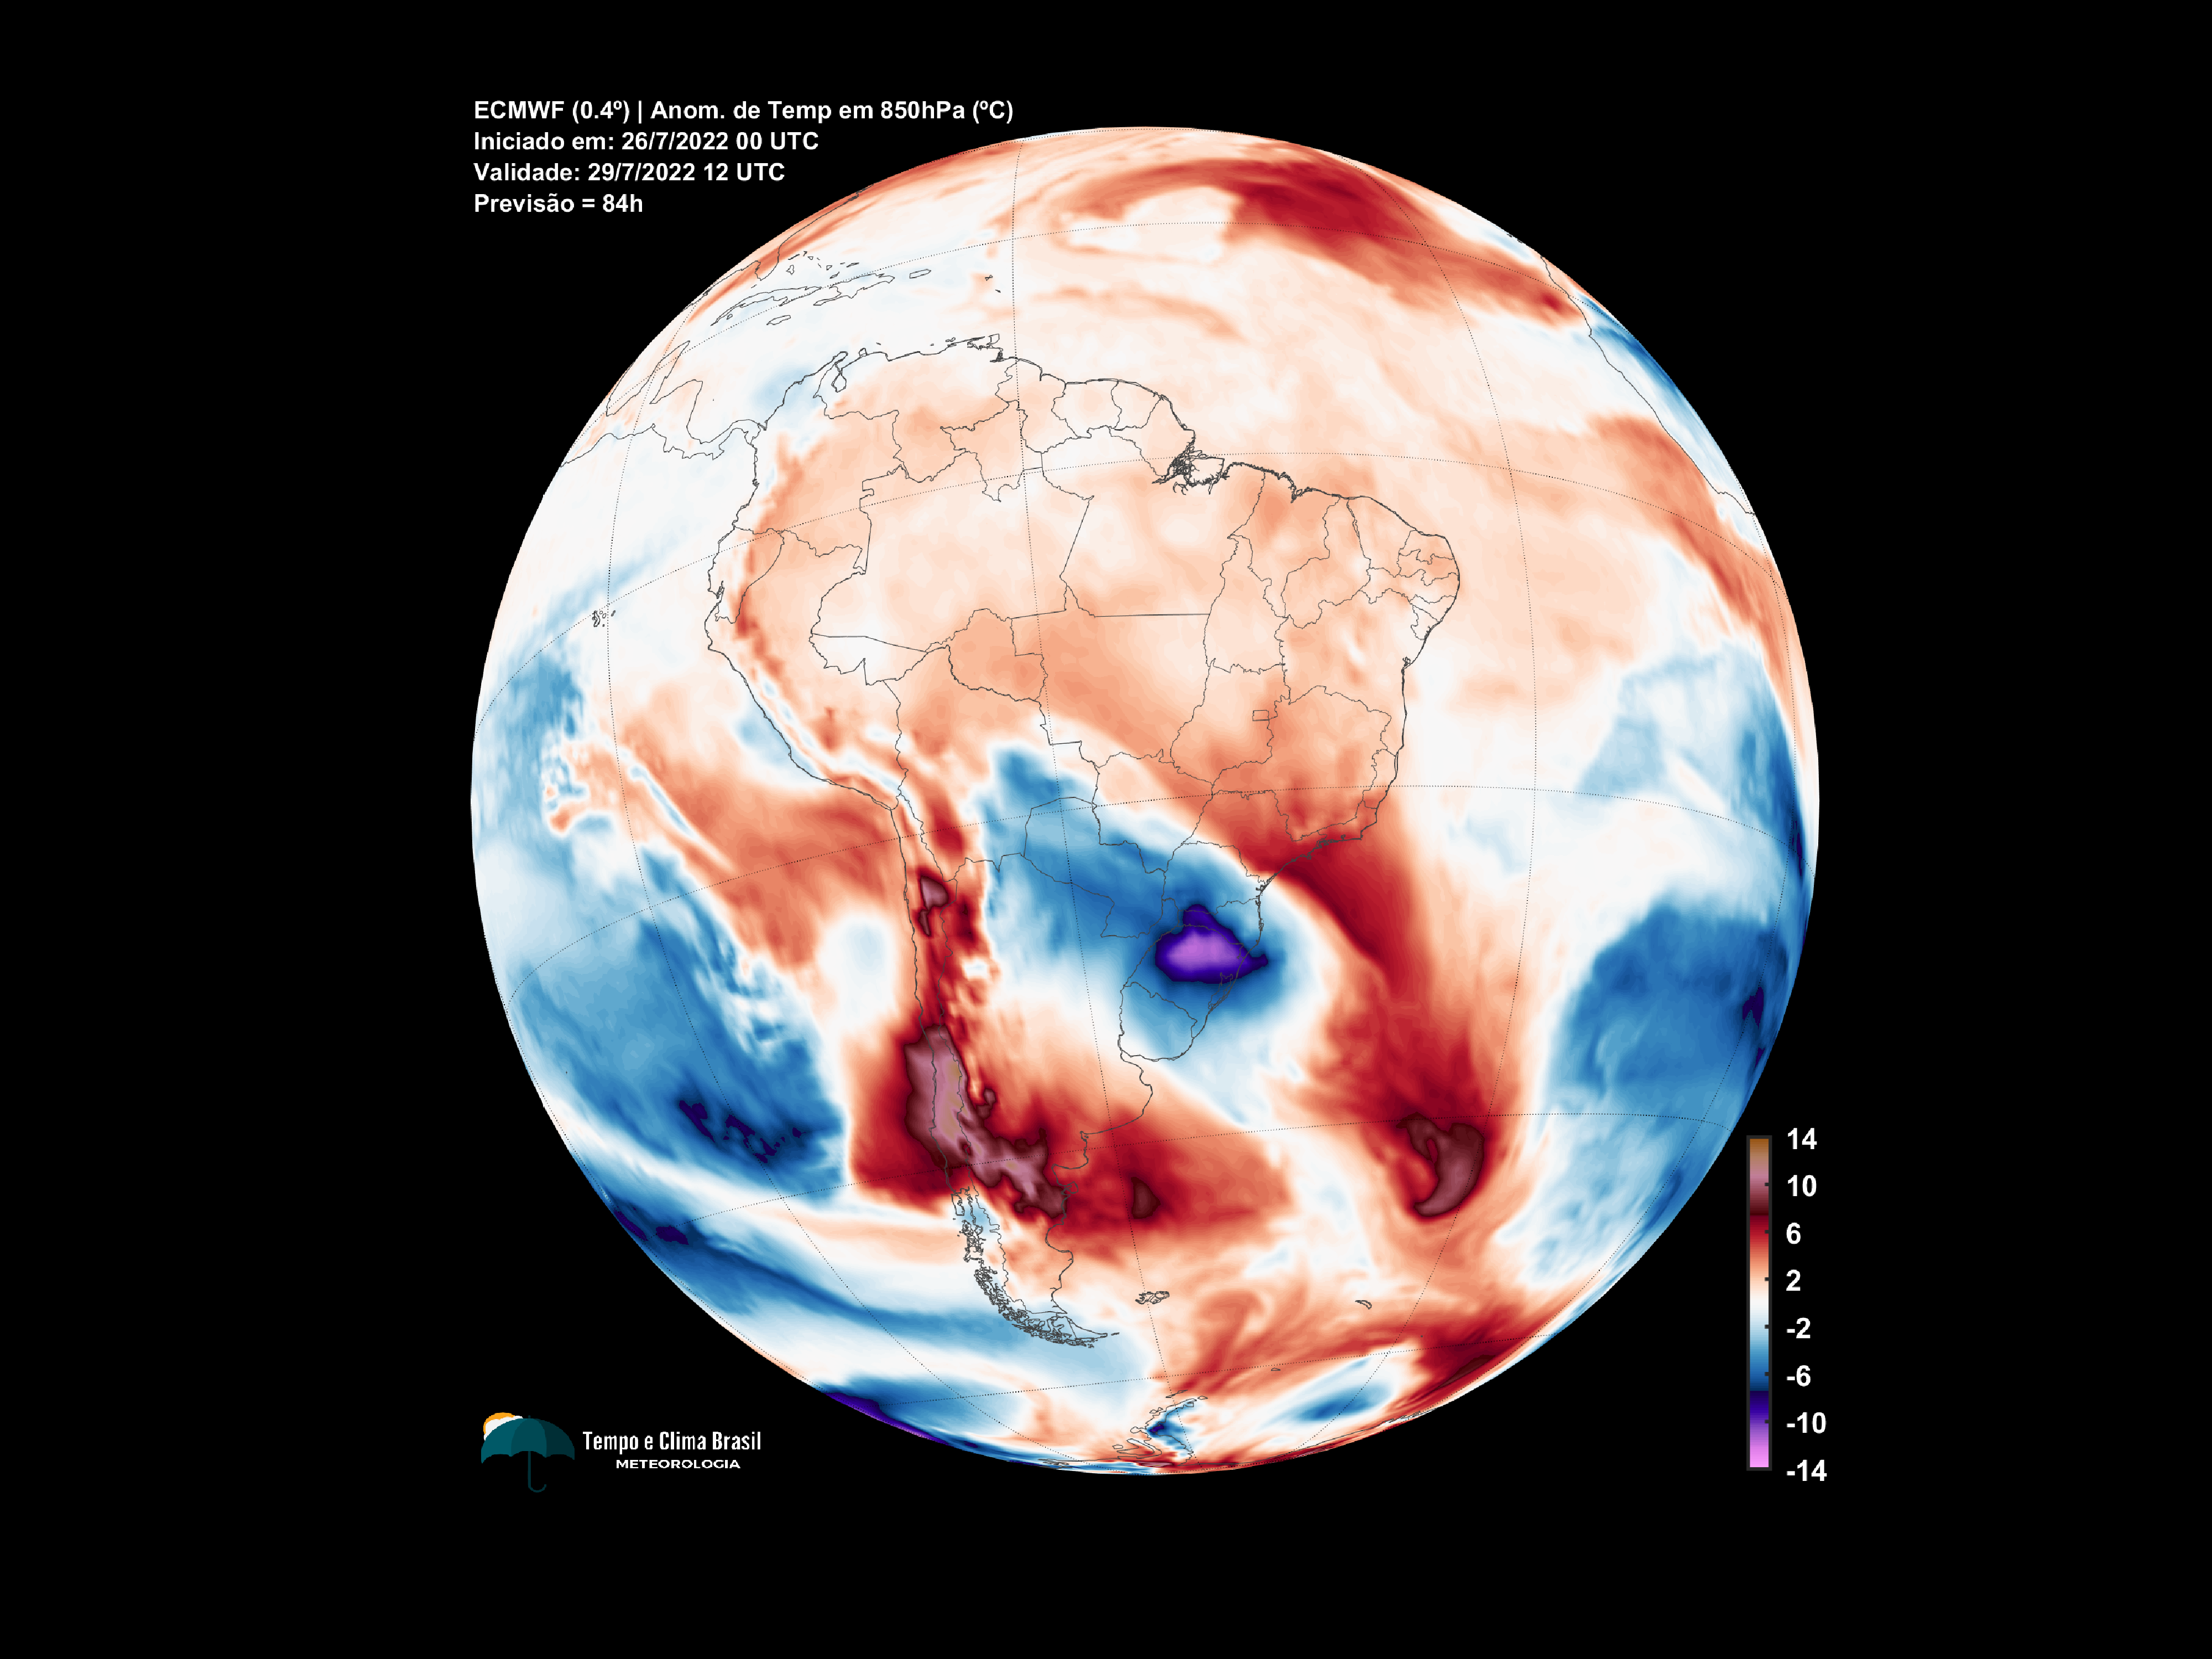 ECMWF (0.4º) | Anom. de Temp em 850hPa (ºC)
Iniciado em: 26/7/2022 00 UTC
Validade: 29/7/2022 12 UTC
Previsão = 84h
14
10
6
2
-2
-6
-10
-14
Tempo e Clima Brasil
METEOROLOGIA